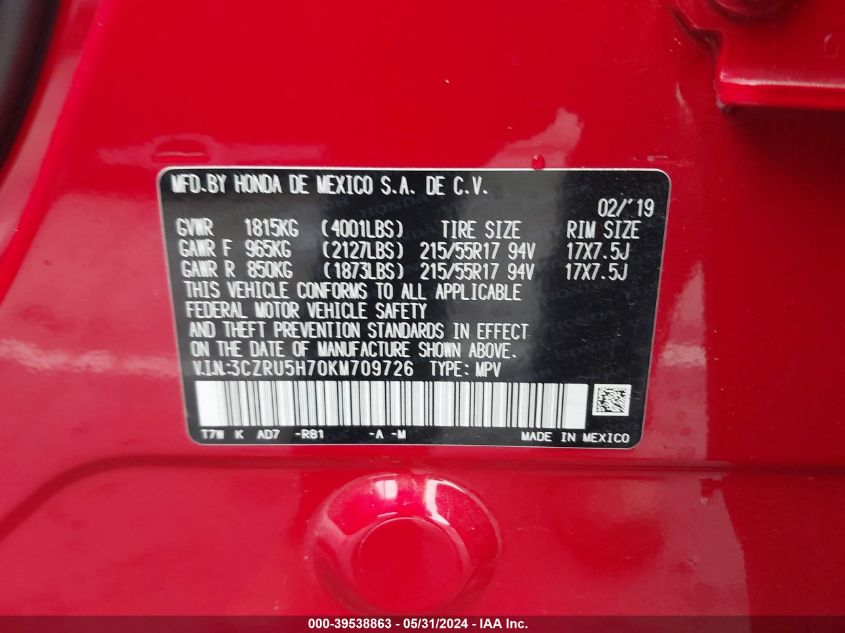 MFD.BY HONDA DE MEXICO S.A. DE C.V.
02/'19
GVWR 1815KG (4001LBS) TIRE SIZE RIM SIZE
GAWR F 965KG (2127LBS) 215/55R17 94V 17X7.5J
GAWR R 850KG (1873LBS) 215/55R17 94V 17X7.5J
THIS VEHICLE CONFORMS TO ALL APPLICABLE
FEDERAL MOTOR VEHICLE SAFETY
AND THEFT PREVENTION STANDARDS IN EFFECT
ON THE DATE OF MANUFACTURE SHOWN ABOVE.
V.I.N.:3CZRU5H70KM709726 TYPE: MPV
T7W K AD7 -R81 -A -M MADE IN MEXICO
000-39538863 - 05/31/2024 - IAA Inc.